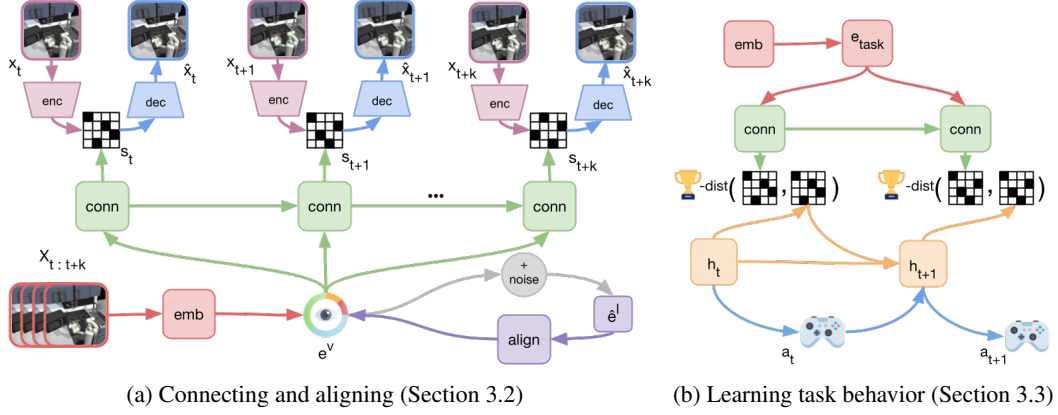 x_t
x̂_t
x_{t+1}
x̂_{t+1}
x_{t+k}
x̂_{t+k}
enc
dec
enc
dec
enc
dec
s_t
s_{t+1}
s_{t+k}
conn
conn
...
conn
X_{t : t+k}
emb
e^v
+
noise
align
ê^l
(a) Connecting and aligning (Section 3.2)
emb
e_{task}
conn
conn
-dist( , )
-dist( , )
h_t
h_{t+1}
a_t
a_{t+1}
(b) Learning task behavior (Section 3.3)